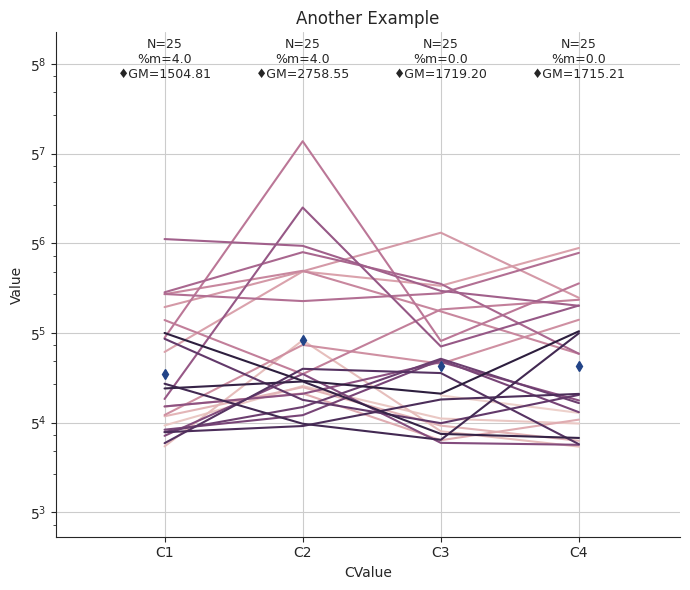 Another Example
N=25 N=25 N=25 N=25
%m=4.0 %m=4.0 %m=0.0 %m=0.0
♦GM=1504.81 ♦GM=2758.55 ♦GM=1719.20 ♦GM=1715.21
5⁸
5⁷
5⁶
5⁵
5⁴
5³
Value
C1 C2 C3 C4
CValue